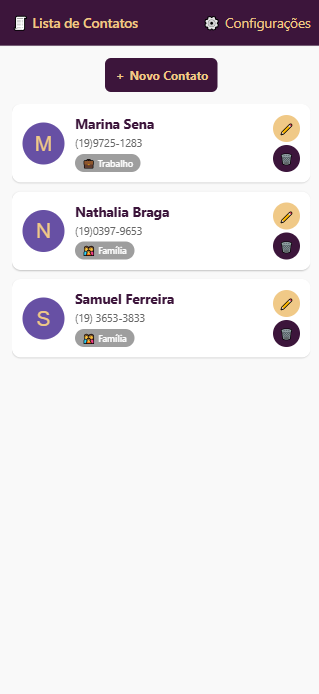 Lista de Contatos
Configurações
+ Novo Contato
M
Marina Sena
(19)9725-1283
Trabalho
N
Nathalia Braga
(19)0397-9653
Família
S
Samuel Ferreira
(19) 3653-3833
Família